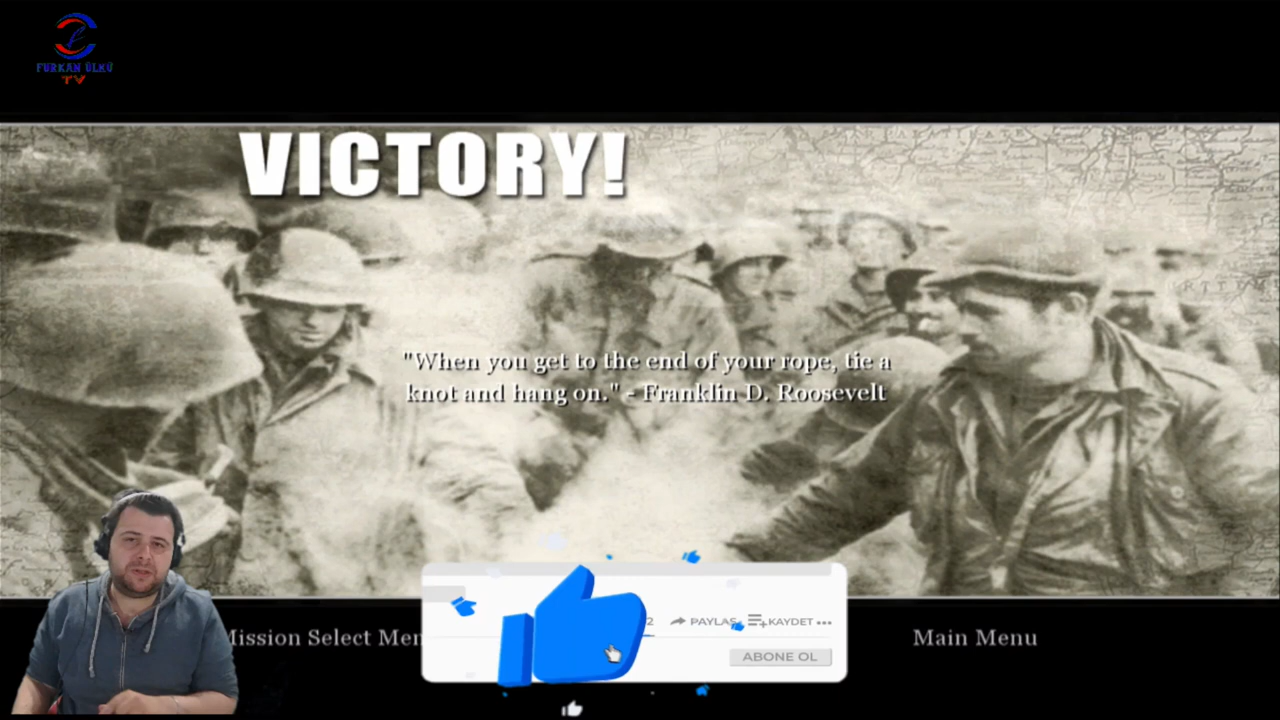 FURKAN ÜLKÜ
TV
VICTORY!
"When you get to the end of your rope, tie a
knot and hang on." - Franklin D. Roosevelt
Mission Select Men
2 PAYLAŞ KAYDET
ABONE OL
Main Menu